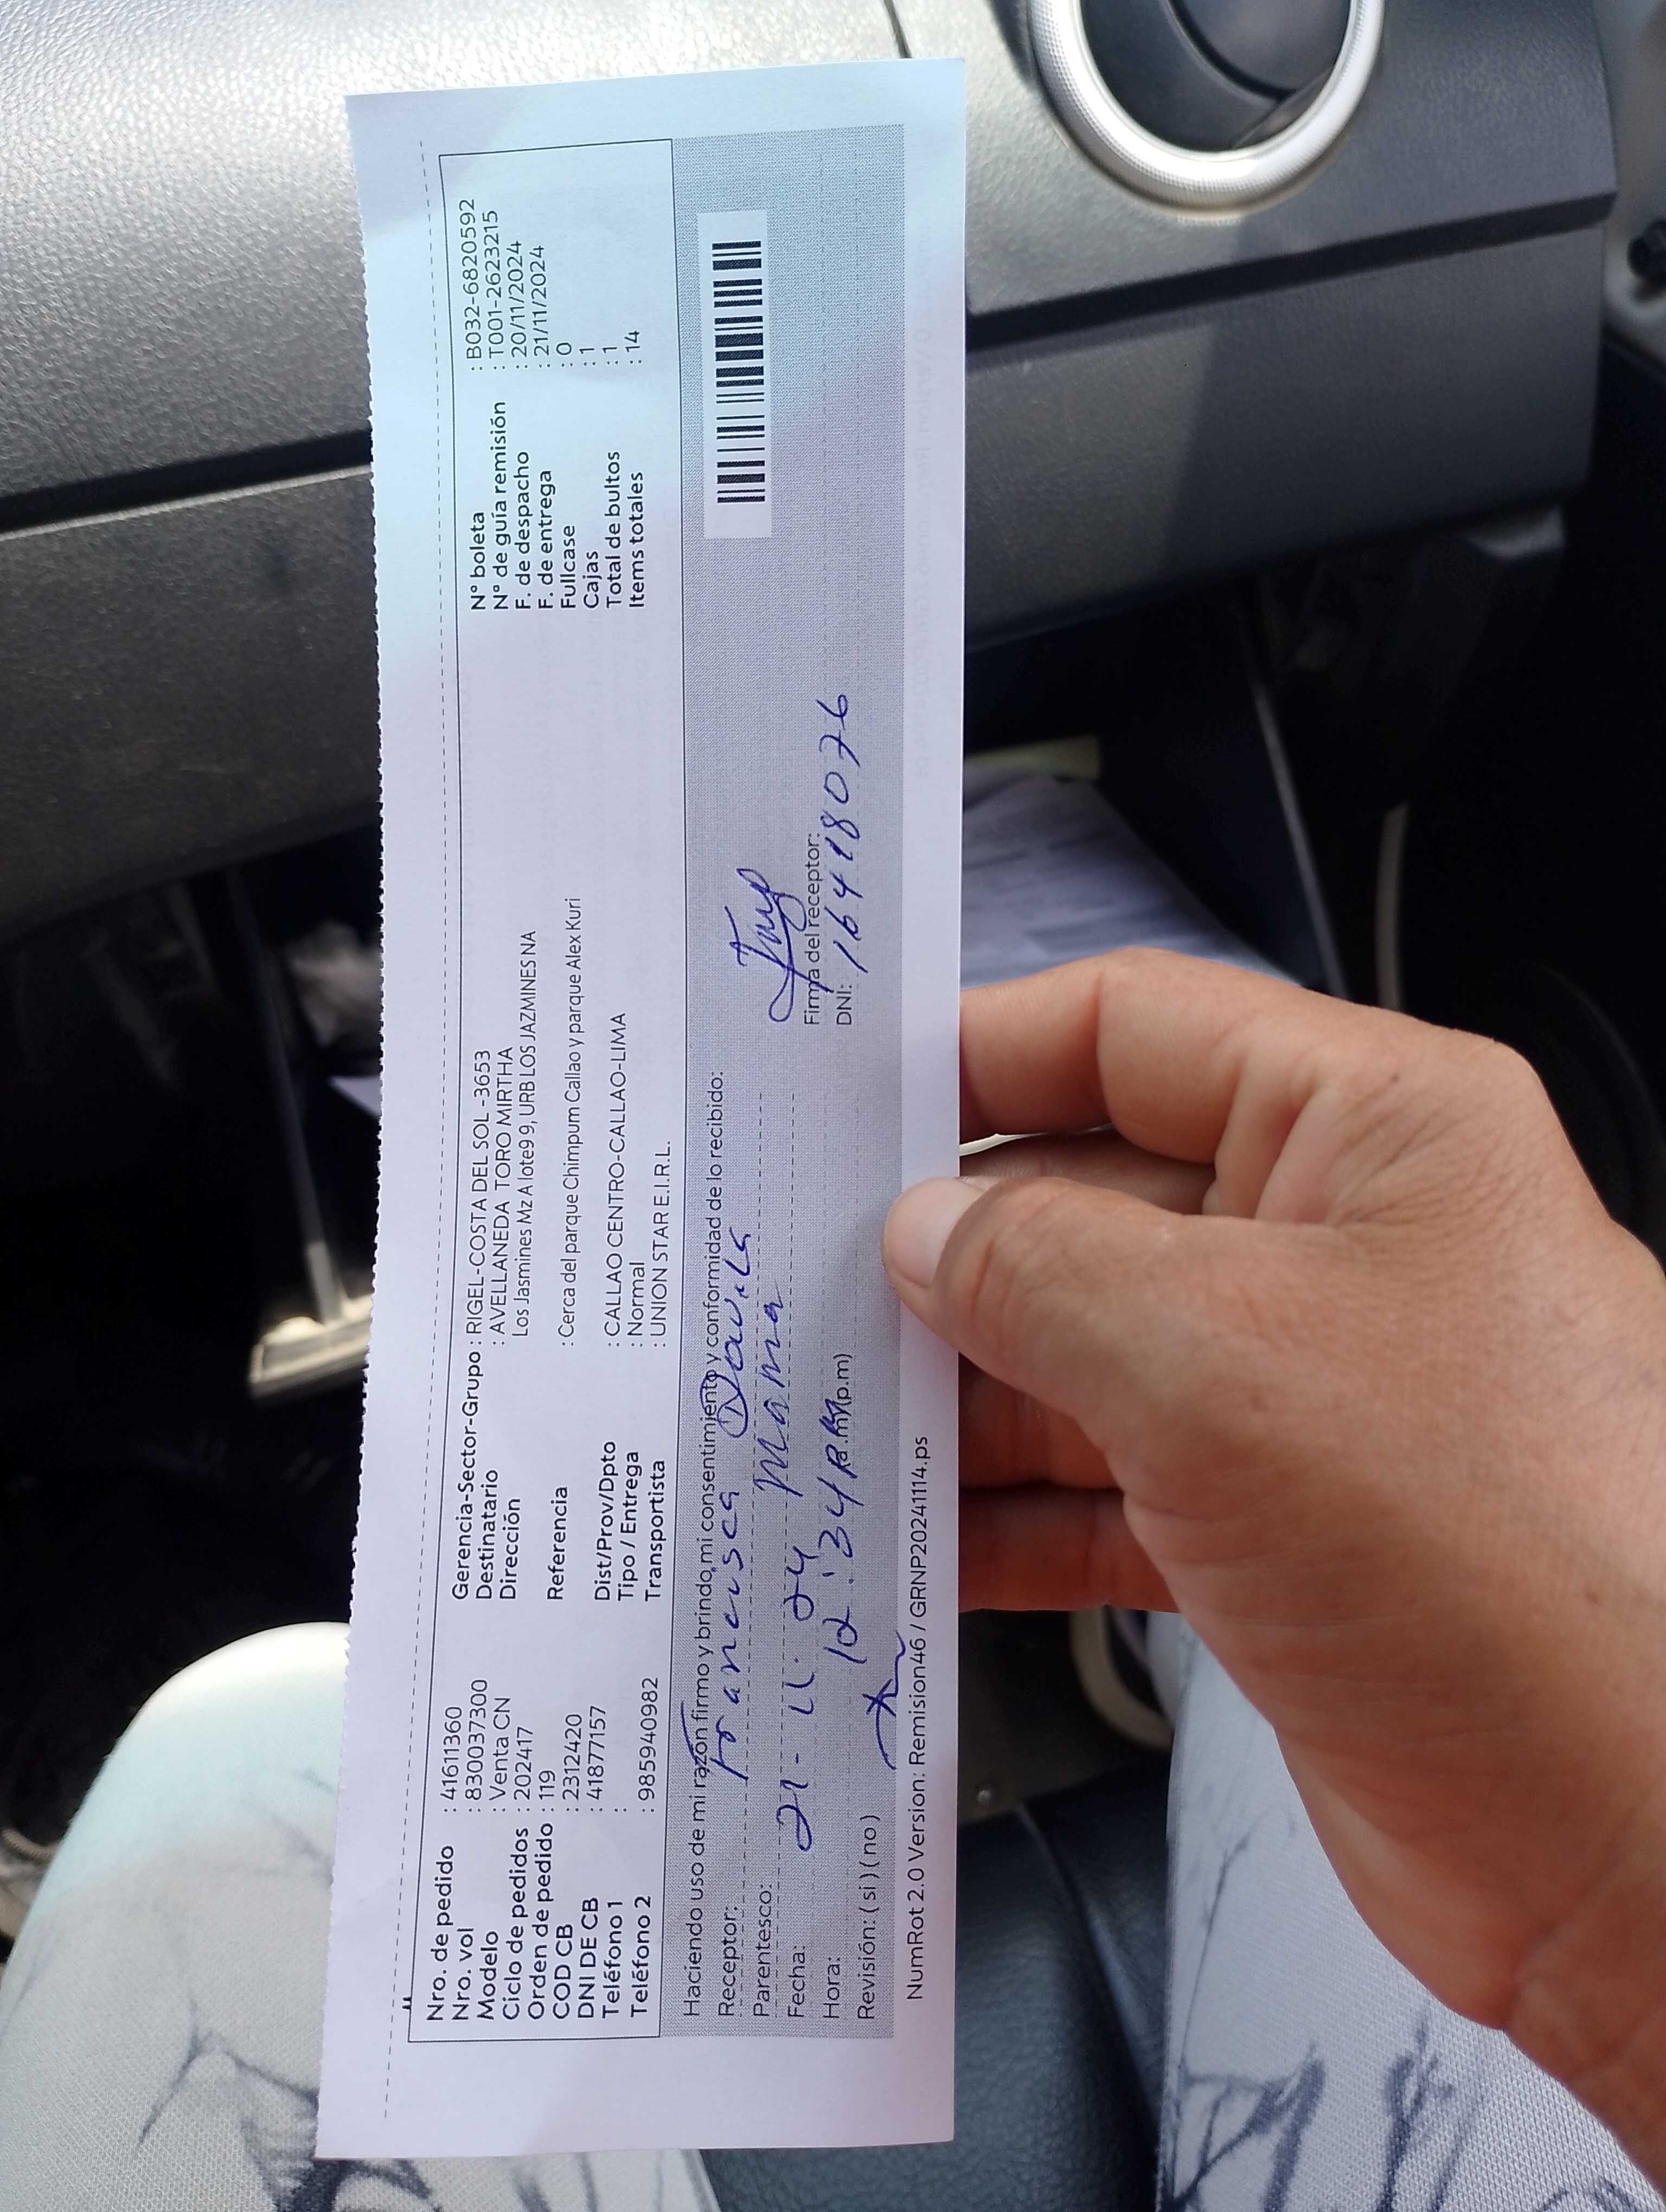 Nro. de pedido : 41611360
Nro. vol : 830037300
Modelo : Venta CN
Ciclo de pedidos : 202417
Orden de pedido : 119
COD CB : 23124420
DNI DE CB : 41877157
Teléfono 1 :
Teléfono 2 : 985940982
Gerencia-Sector-Grupo : RIGEL-COSTA DEL SOL -3653
Destinatario : AVELLANEDA TORO MIRTHA
Dirección Los Jasmines Mz A lote9 9, URB LOS JAZMINES NA
Referencia : Cerca del parque Chimpum Callao y parque Alex Kuri
Dist/Prov/Dpto : CALLAO CENTRO-CALLAO-LIMA
Tipo / Entrega : Normal
Transportista : UNION STAR E.I.R.L.
N° boleta : B032-6820592
N° de guía remisión : T001-2623215
F. de despacho : 20/11/2024
F. de entrega : 21/11/2024
Fullcase : 0
Cajas : 1
Total de bultos : 1
Items totales : 14
Haciendo uso de mi razón firmo y brindo mi consentimiento y conformidad de lo recibido:
Receptor: Francisca Davila
Parentesco: Mama
Fecha: 21-11-24
Hora: 12:34 (a.m/p.m)
Revisión: ( si ) ( no )
Firma del receptor:
DNI: 16418076
NumRot 2.0 Version: Remision46 / GRNP20241114.ps